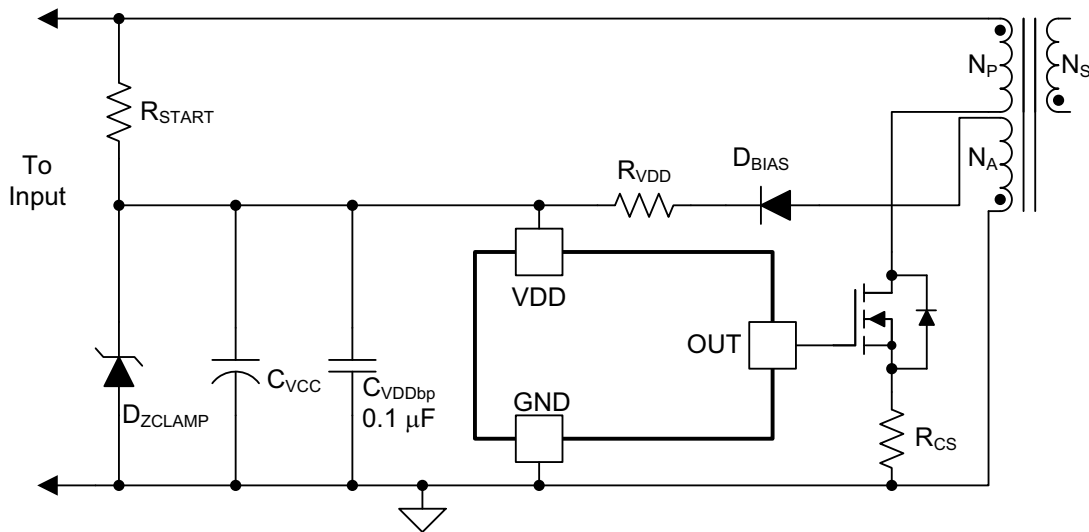 N_P
N_S
R_START
To
Input
D_BIAS
N_A
R_VDD
VDD
OUT
C_VCC
C_VDDbp
0.1 μF
GND
D_ZCLAMP
R_CS